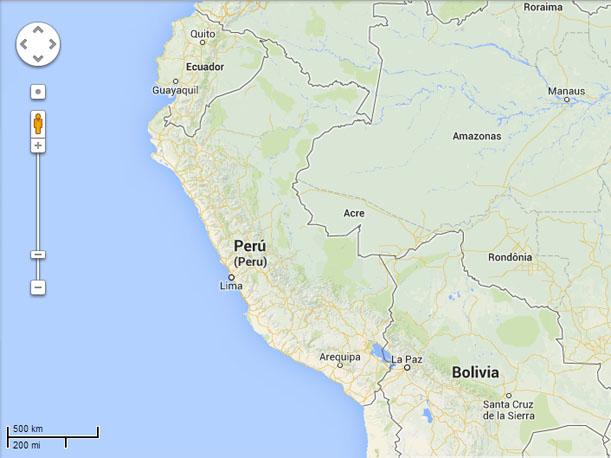 Roraima
Quito
Ecuador
Guayaquil
Manaus
Amazonas
Acre
Perú
(Peru)
Rondônia
Lima
Arequipa
La Paz
Bolivia
Santa Cruz
de la Sierra
500 km
200 mi